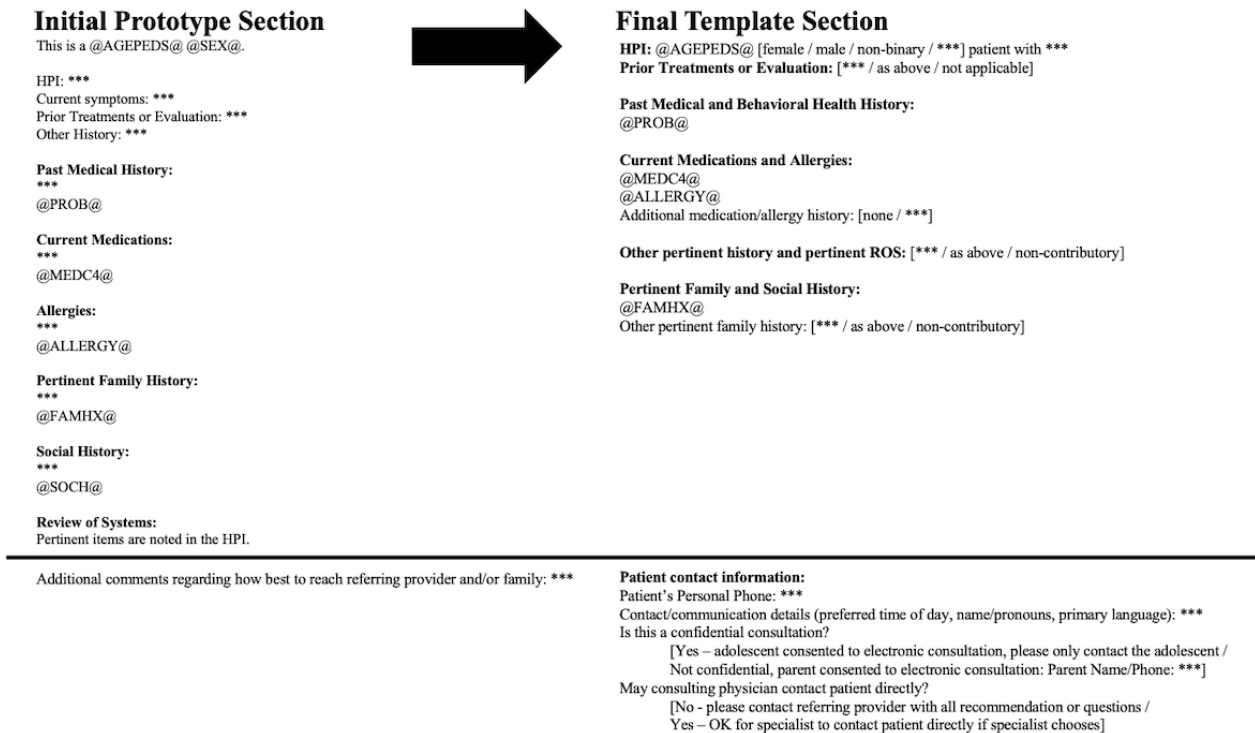 Initial Prototype Section
This is a @AGEPEDS@ @SEX@.
HPI: ***
Current symptoms: ***
Prior Treatments or Evaluation: ***
Other History: ***
Past Medical History:
***
@PROB@
Current Medications:
***
@MEDC4@
Allergies:
***
@ALLERGY@
Pertinent Family History:
***
@FAMHX@
Social History:
***
@SOCH@
Review of Systems:
Pertinent items are noted in the HPI.
Final Template Section
HPI: @AGEPEDS@ [female / male / non-binary / ***] patient with ***
Prior Treatments or Evaluation: [*** / as above / not applicable]
Past Medical and Behavioral Health History:
@PROB@
Current Medications and Allergies:
@MEDC4@
@ALLERGY@
Additional medication/allergy history: [none / ***]
Other pertinent history and pertinent ROS: [*** / as above / non-contributory]
Pertinent Family and Social History:
@FAMHX@
Other pertinent family history: [*** / as above / non-contributory]
Additional comments regarding how best to reach referring provider and/or family: ***
Patient contact information:
Patient's Personal Phone: ***
Contact/communication details (preferred time of day, name/pronouns, primary language): ***
Is this a confidential consultation?
[Yes – adolescent consented to electronic consultation, please only contact the adolescent /
Not confidential, parent consented to electronic consultation: Parent Name/Phone: ***]
May consulting physician contact patient directly?
[No - please contact referring provider with all recommendation or questions /
Yes – OK for specialist to contact patient directly if specialist chooses]